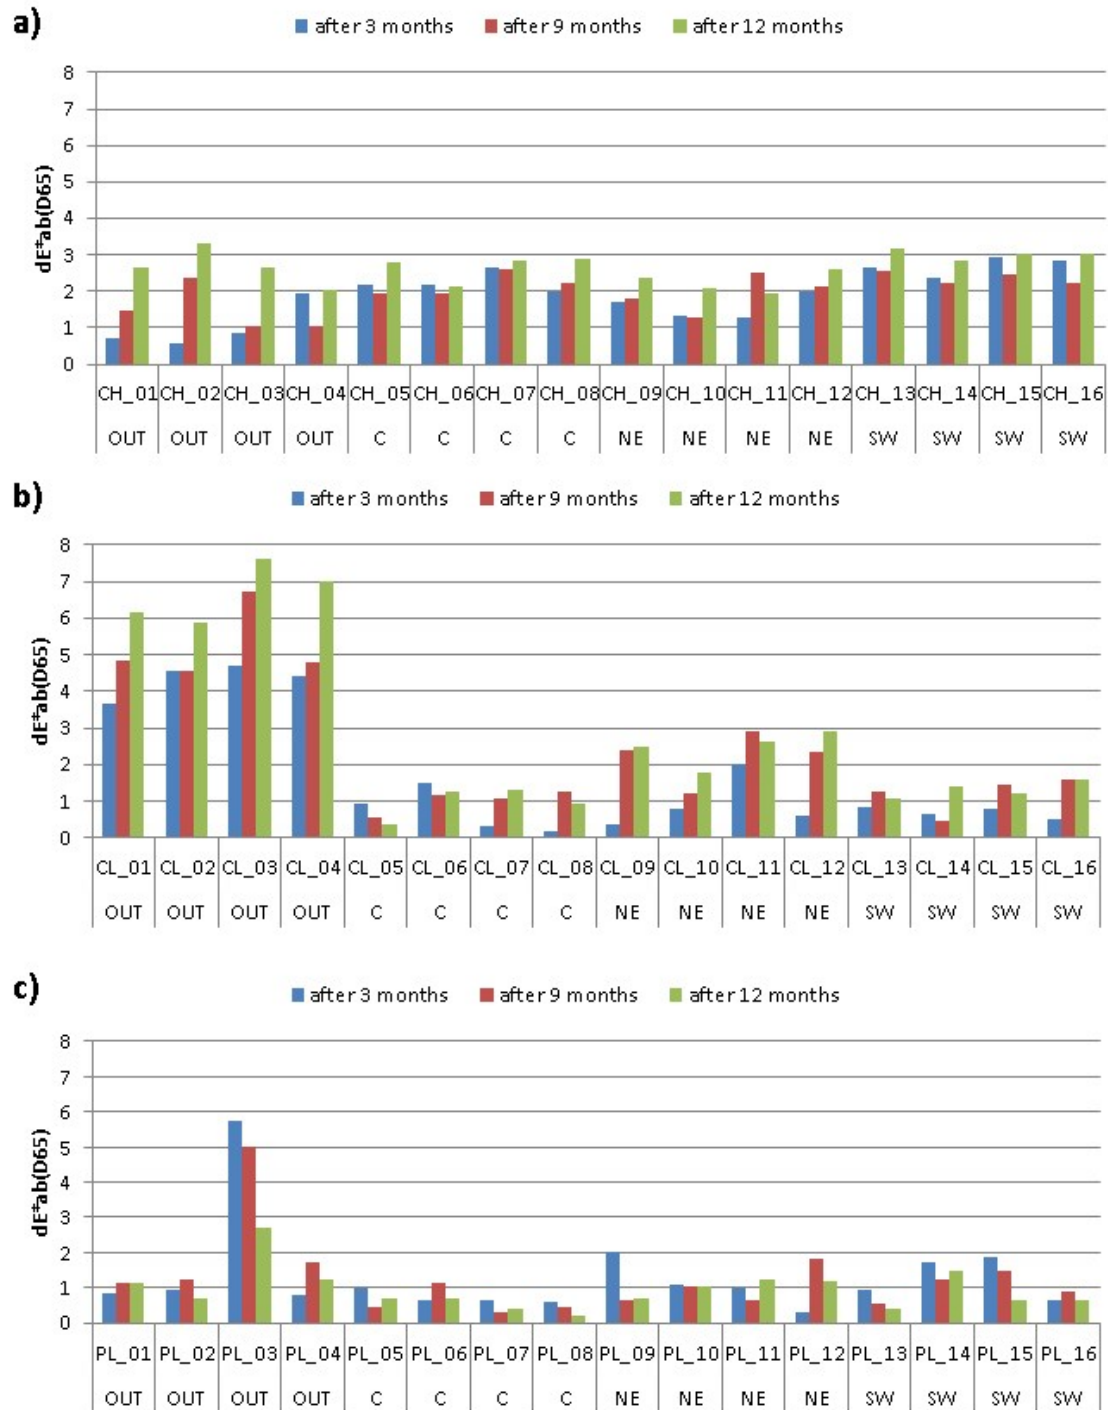 a)
after 3 months after 9 months after 12 months
8
7
6
5
4
3
2
1
0
dE*ab(D65)
CH_01 CH_02 CH_03 CH_04 CH_05 CH_06 CH_07 CH_08 CH_09 CH_10 CH_11 CH_12 CH_13 CH_14 CH_15 CH_16
OUT OUT OUT OUT C C C C NE NE NE NE SW SW SW SW
b)
after 3 months after 9 months after 12 months
8
7
6
5
4
3
2
1
0
dE*ab(D65)
CL_01 CL_02 CL_03 CL_04 CL_05 CL_06 CL_07 CL_08 CL_09 CL_10 CL_11 CL_12 CL_13 CL_14 CL_15 CL_16
OUT OUT OUT OUT C C C C NE NE NE NE SW SW SW SW
c)
after 3 months after 9 months after 12 months
8
7
6
5
4
3
2
1
0
dE*ab(D65)
PL_01 PL_02 PL_03 PL_04 PL_05 PL_06 PL_07 PL_08 PL_09 PL_10 PL_11 PL_12 PL_13 PL_14 PL_15 PL_16
OUT OUT OUT OUT C C C C NE NE NE NE SW SW SW SW